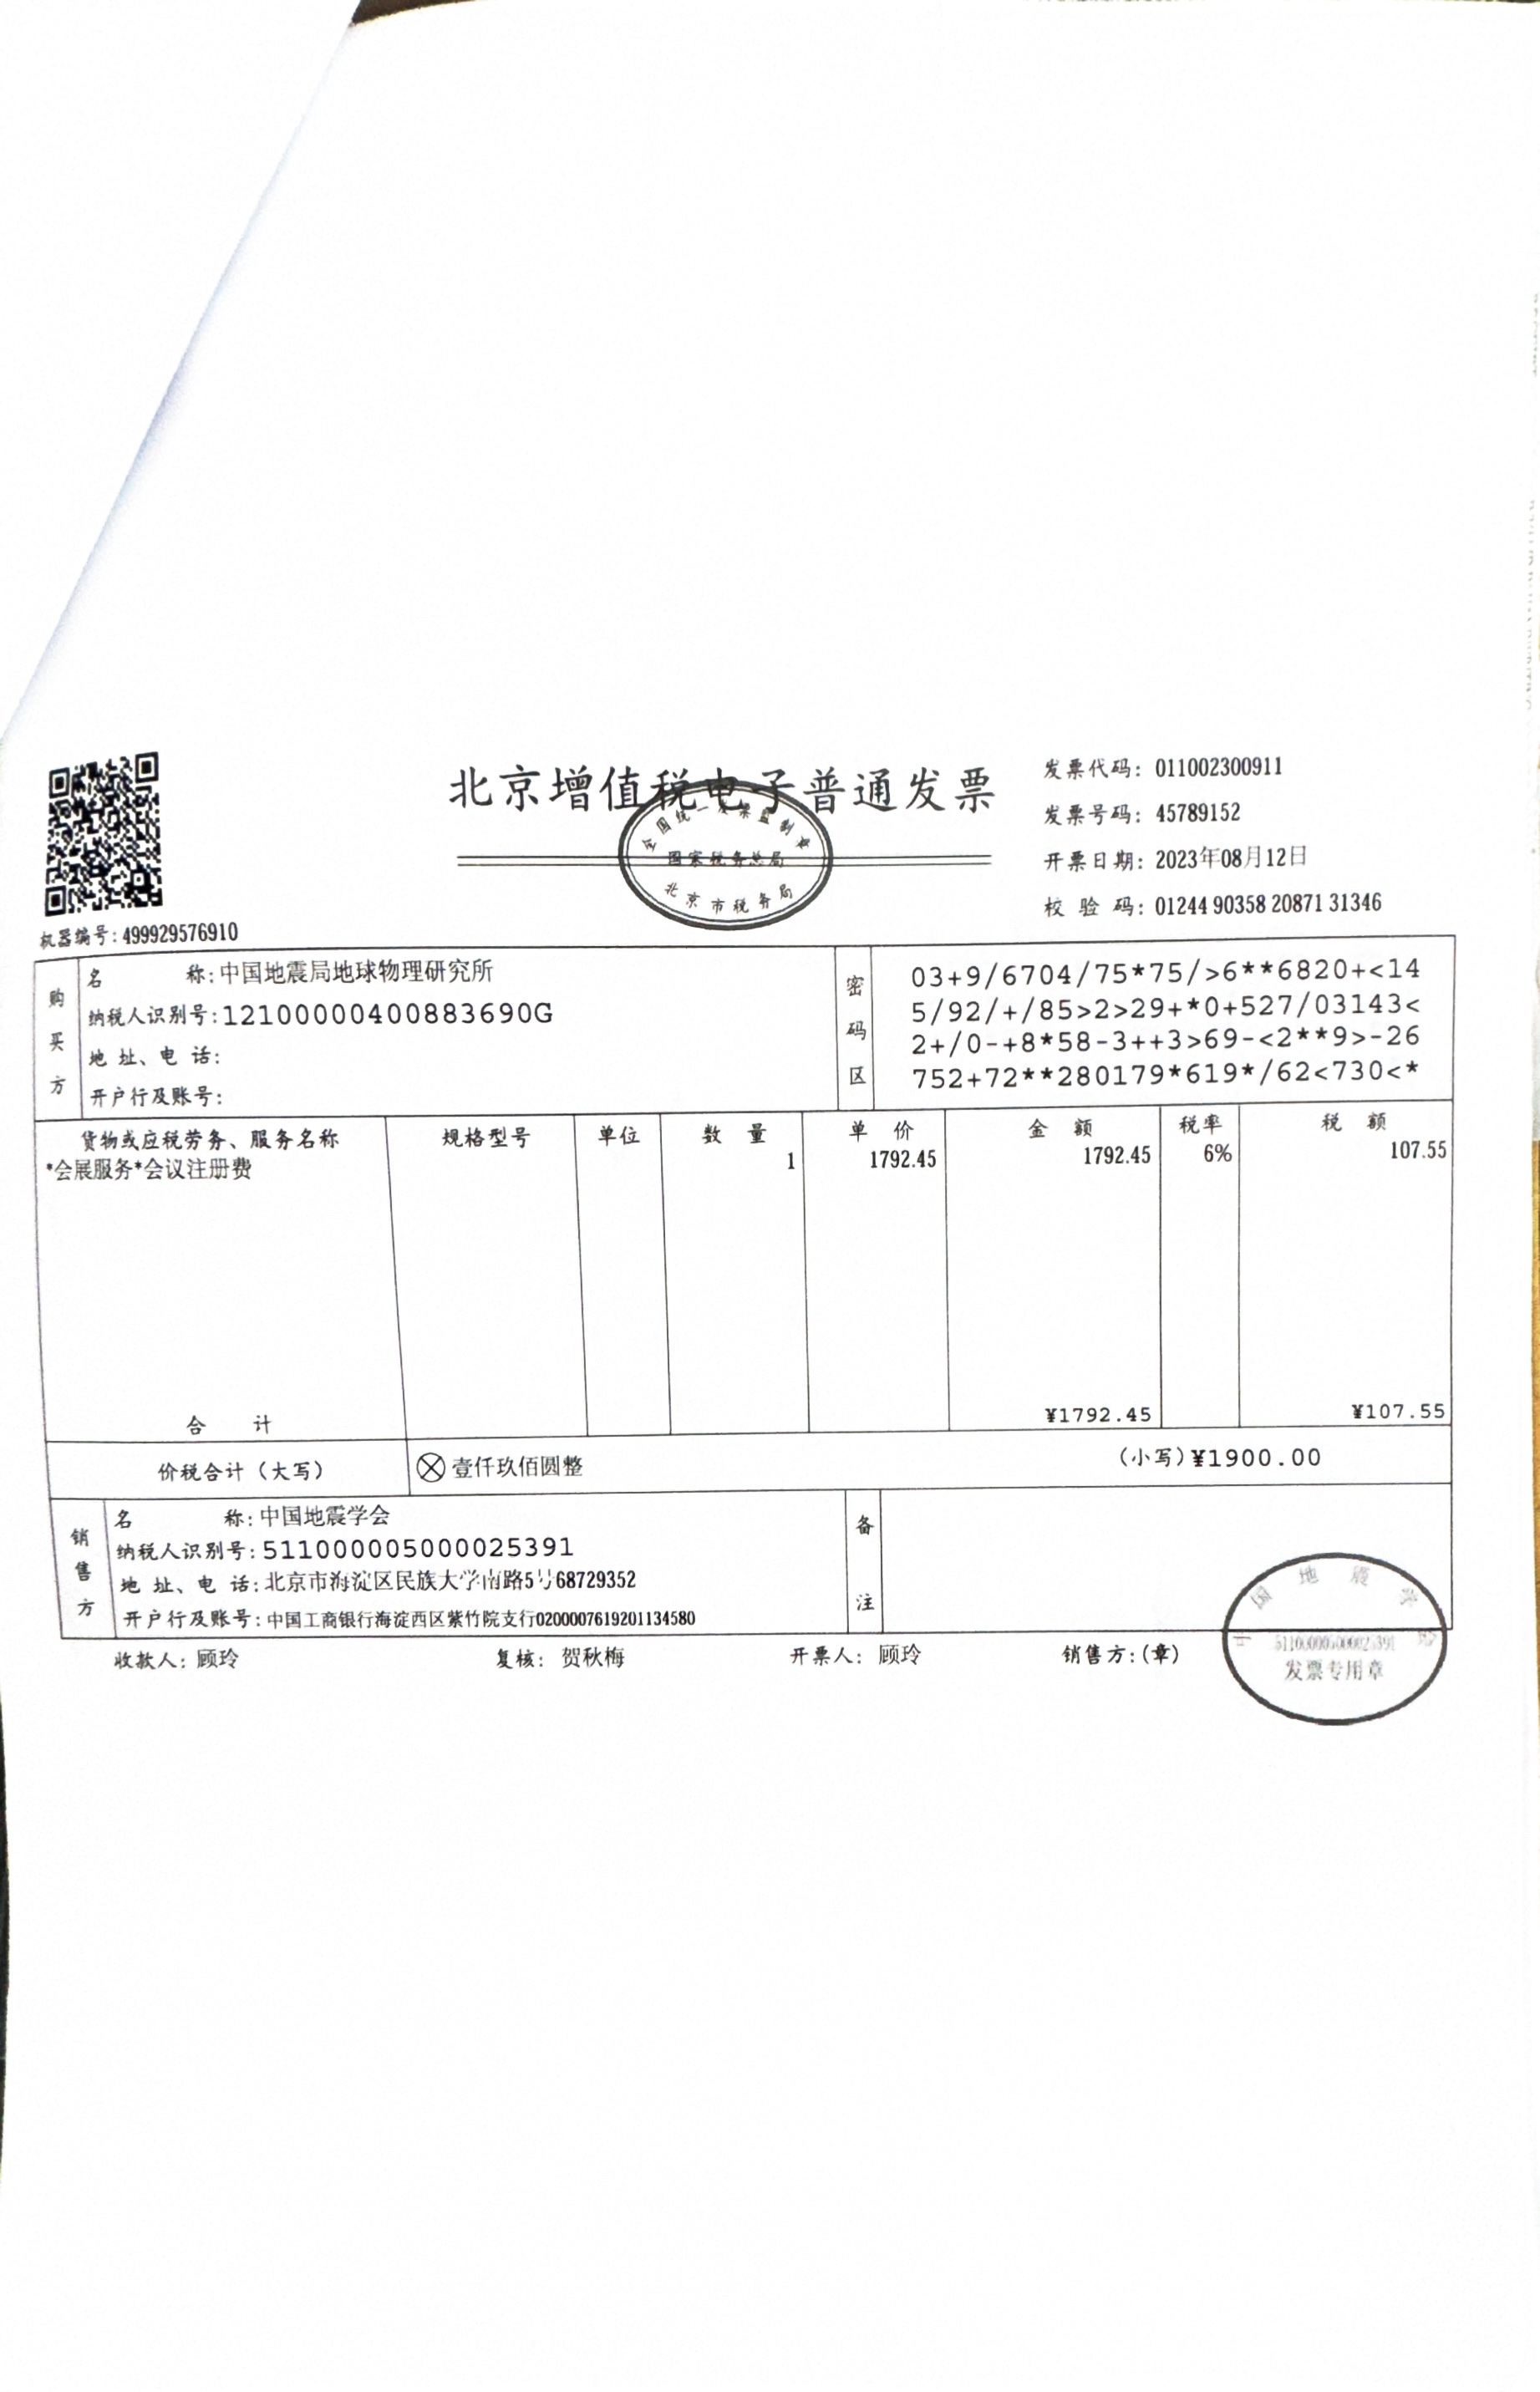 北京增值税电子普通发票
全国统一发票监制章
国家税务总局
北京市税务局
发票代码: 011002300911
发票号码: 45789152
开票日期: 2023年08月12日
校 验 码: 01244 90358 20871 31346
机器编号: 499929576910
购买方
名 称: 中国地震局地球物理研究所
纳税人识别号: 12100000400883690G
地 址、电 话:
开户行及账号:
密码区
03+9/6704/75*75/>6**6820+<14
5/92/+/85>2>29+*0+527/03143<
2+/0-+8*58-3++3>69-<2**9>-26
752+72**280179*619*/62<730<*
货物或应税劳务、服务名称 规格型号 单位 数 量 单 价 金 额 税率 税 额
*会展服务*会议注册费 1 1792.45 1792.45 6% 107.55
合 计 ¥1792.45 ¥107.55
价税合计（大写） ⊗壹仟玖佰圆整 （小写）¥1900.00
销售方
名 称: 中国地震学会
纳税人识别号: 511000005000025391
地 址、电 话: 北京市海淀区民族大学南路5号68729352
开户行及账号: 中国工商银行海淀西区紫竹院支行0200007619201134580
备注
收款人: 顾玲 复核: 贺秋梅 开票人: 顾玲 销售方:(章)
中国地震学会
511000005000025391
发票专用章